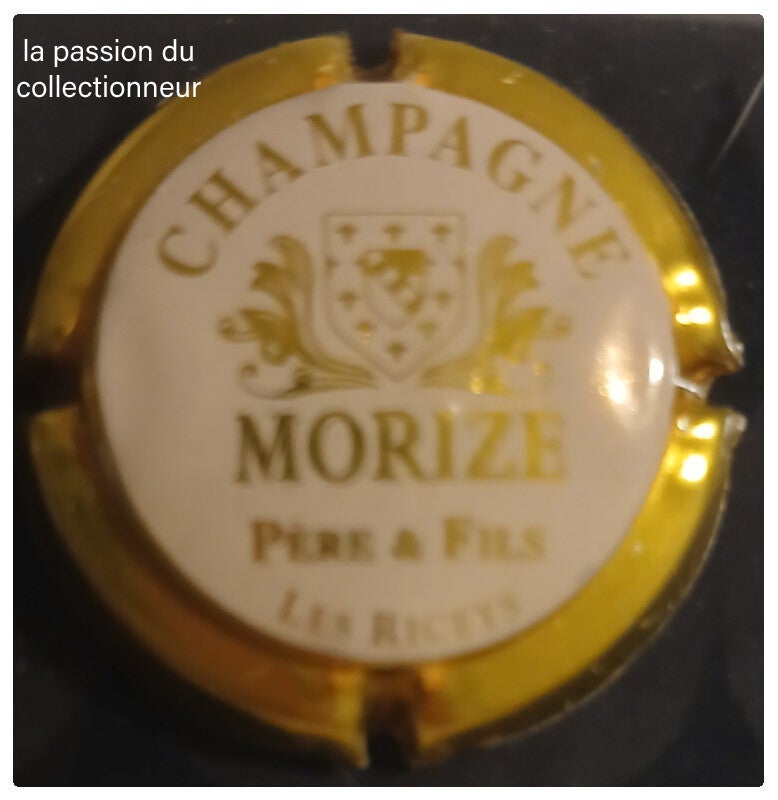 la passion du
collectionneur
CHAMPAGNE
MORIZE
PÈRE & FILS
LES RICEYS